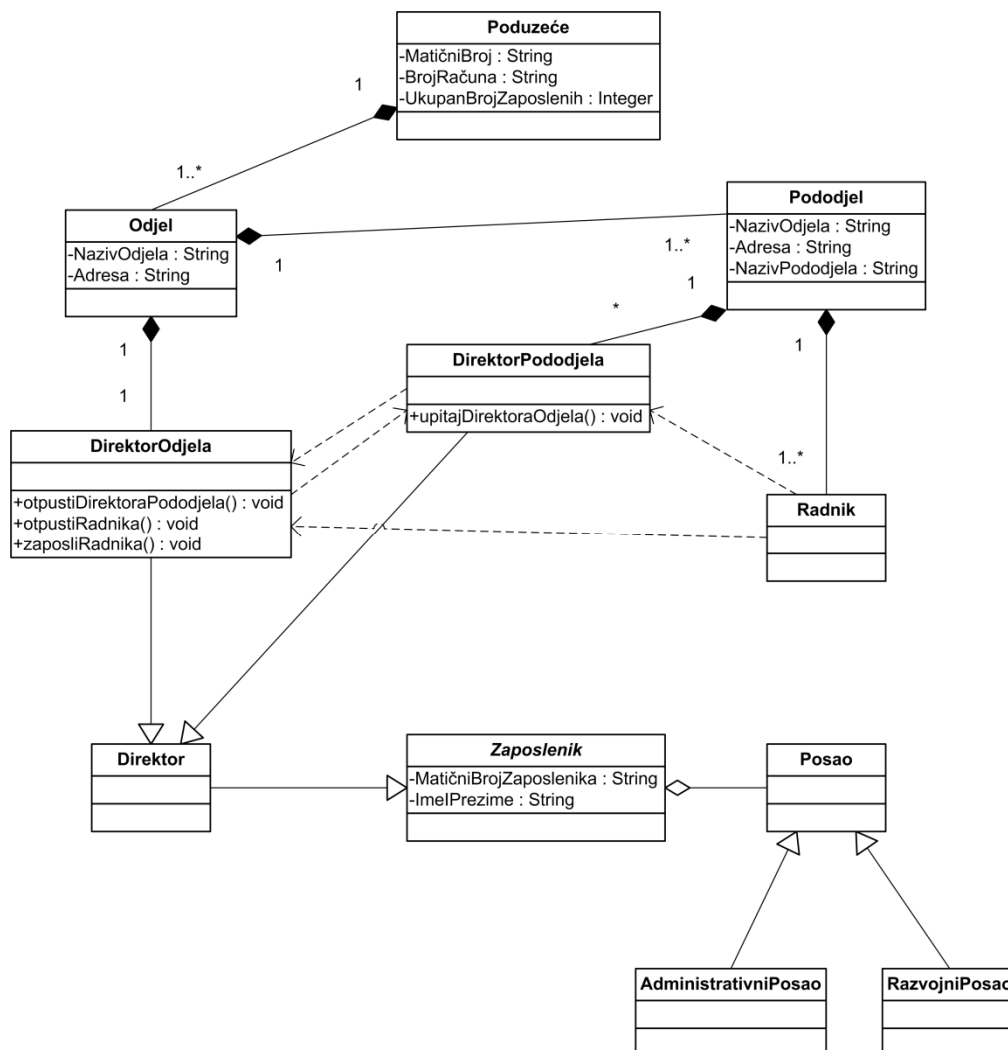 Poduzeće
-MatičniBroj : String
-BrojRačuna : String
-UkupanBrojZaposlenih : Integer
1
1..*
Odjel
-NazivOdjela : String
-Adresa : String
1
1..*
Pododjel
-NazivOdjela : String
-Adresa : String
-NazivPododjela : String
1
*
1
1
1
DirektorPododjela
+upitajDirektoraOdjela() : void
DirektorOdjela
+otpustiDirektoraPododjela() : void
+otpustiRadnika() : void
+zaposliRadnika() : void
1..*
Radnik
Direktor
Zaposlenik
-MatičniBrojZaposlenika : String
-ImeIPrezime : String
Posao
AdministrativniPosao
RazvojniPosao